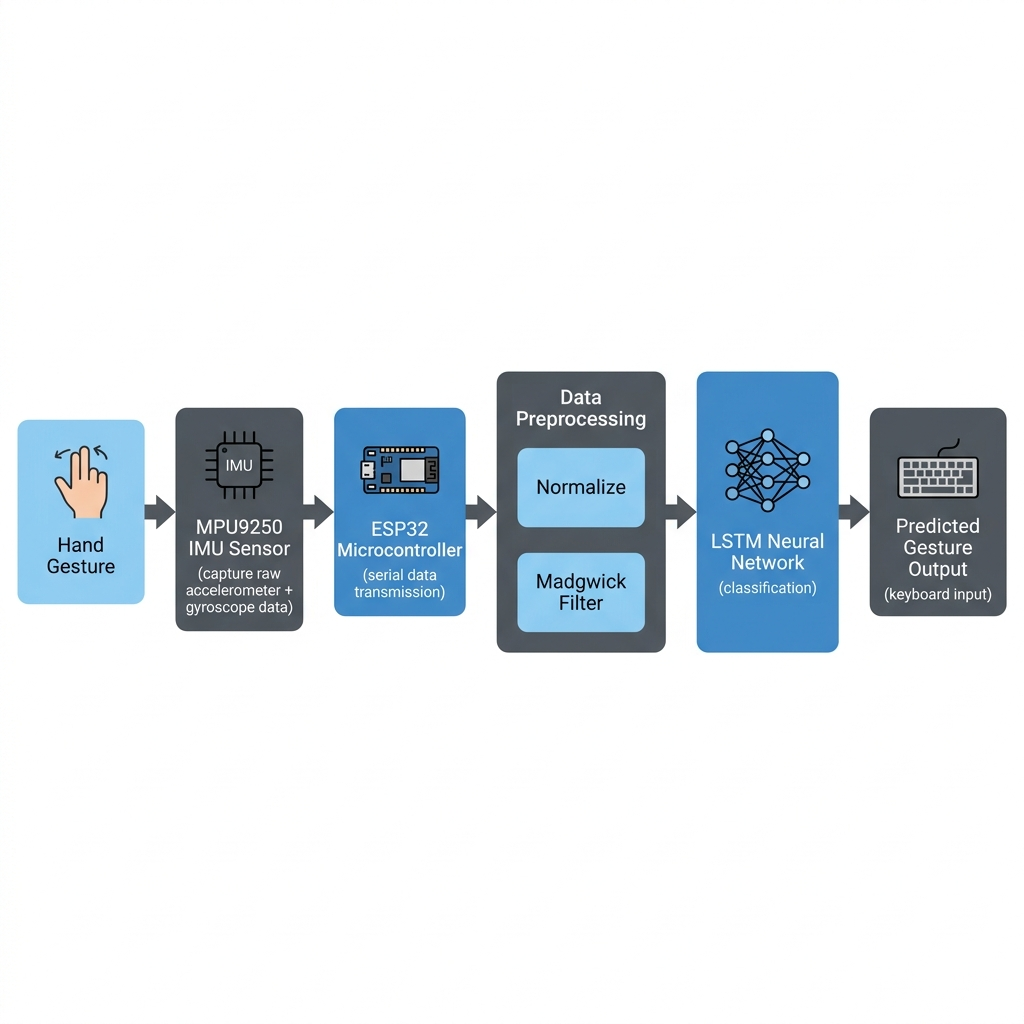 Hand
Gesture
IMU
MPU9250
IMU Sensor
(capture raw
accelerometer +
gyroscope data)
ESP32
Microcontroller
(serial data
transmission)
Data
Preprocessing
Normalize
Madgwick
Filter
LSTM Neural
Network
(classification)
Predicted
Gesture
Output
(keyboard input)